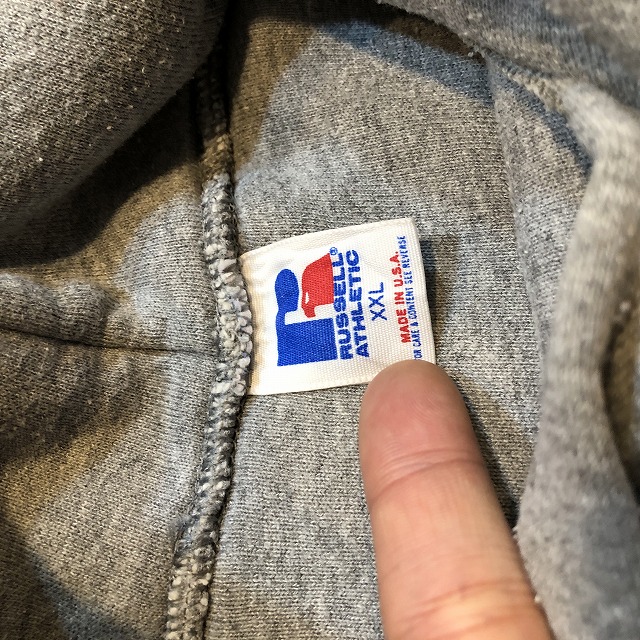 RUSSELL®
ATHLETIC
XXL
MADE IN U.S.A.
FOR CARE & CONTENT SEE REVERSE